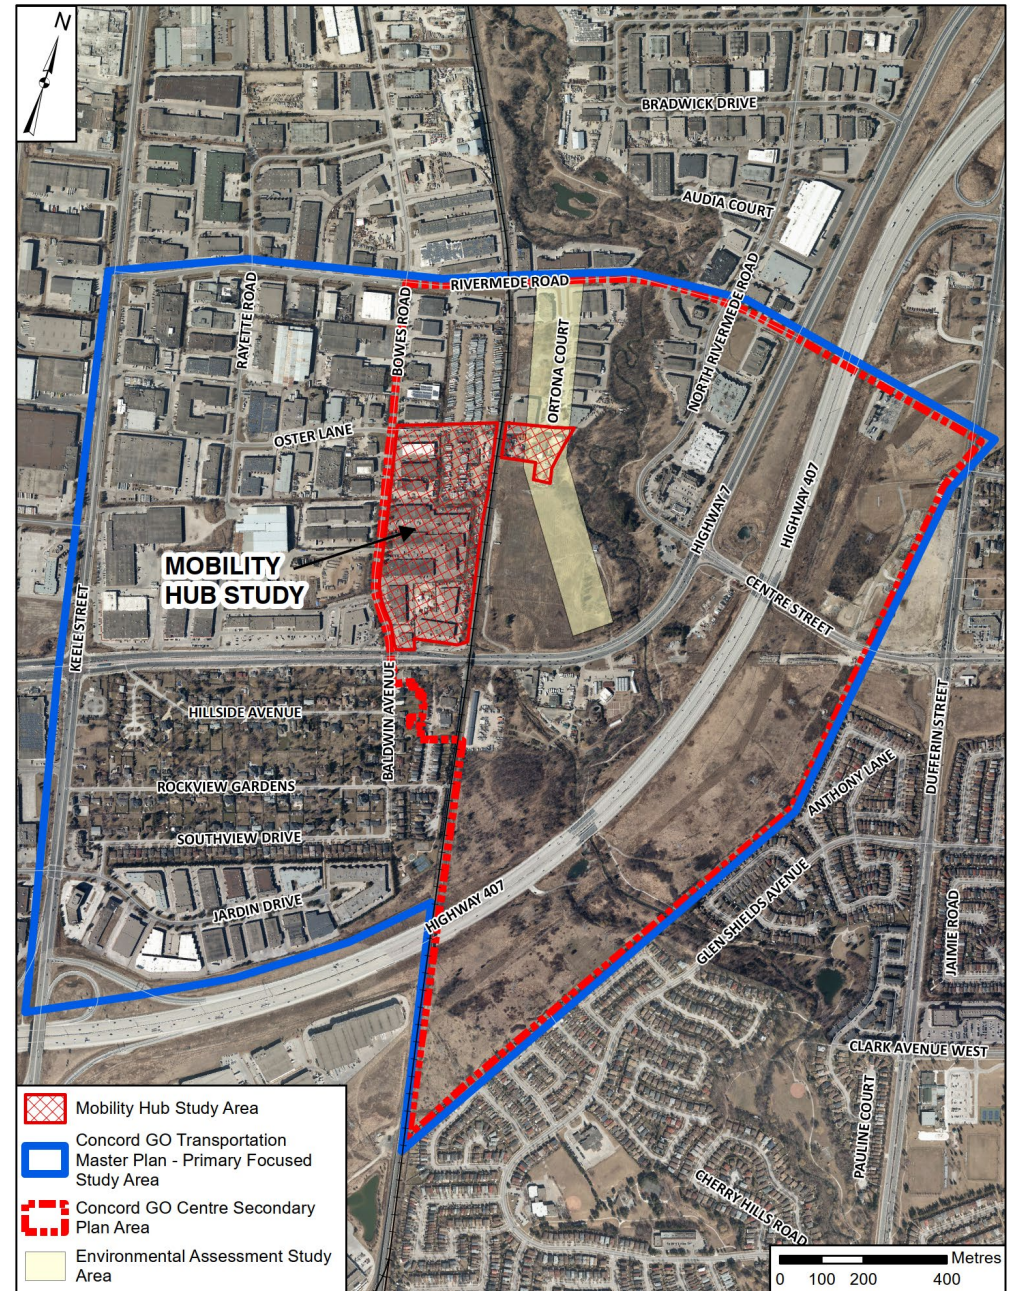 N
BRADWICK DRIVE
AUDIA COURT
RIVERMEDE ROAD
RAYETTE ROAD
BOWES ROAD
ORTONA COURT
NORTH RIVERMEDE ROAD
OSTER LANE
HIGHWAY 7
HIGHWAY 407
MOBILITY
HUB STUDY
CENTRE STREET
KEELE STREET
BALDWIN AVENUE
HILLSIDE AVENUE
DUFFERIN STREET
ROCKVIEW GARDENS
ANTHONY LANE
SOUTHVIEW DRIVE
JARDIN DRIVE
HIGHWAY 407
GLEN SHIELDS AVENUE
JAIMIE ROAD
CLARK AVENUE WEST
PAULINE COURT
CHERRY HILLS ROAD
Mobility Hub Study Area
Concord GO Transportation
Master Plan - Primary Focused
Study Area
Concord GO Centre Secondary
Plan Area
Environmental Assessment Study
Area
Metres
0 100 200 400